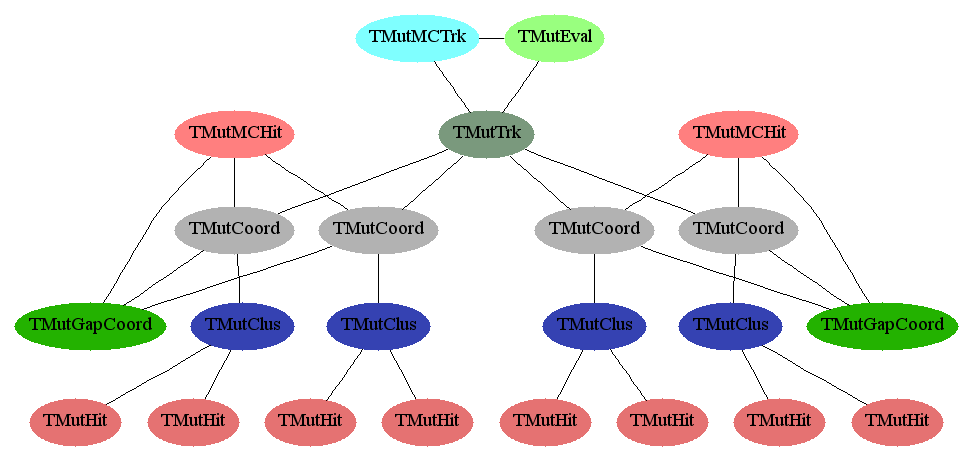 TMutMCTrk
TMutEval
TMutMCHit
TMutTrk
TMutMCHit
TMutCoord
TMutCoord
TMutCoord
TMutCoord
TMutGapCoord
TMutClus
TMutClus
TMutClus
TMutClus
TMutGapCoord
TMutHit
TMutHit
TMutHit
TMutHit
TMutHit
TMutHit
TMutHit
TMutHit